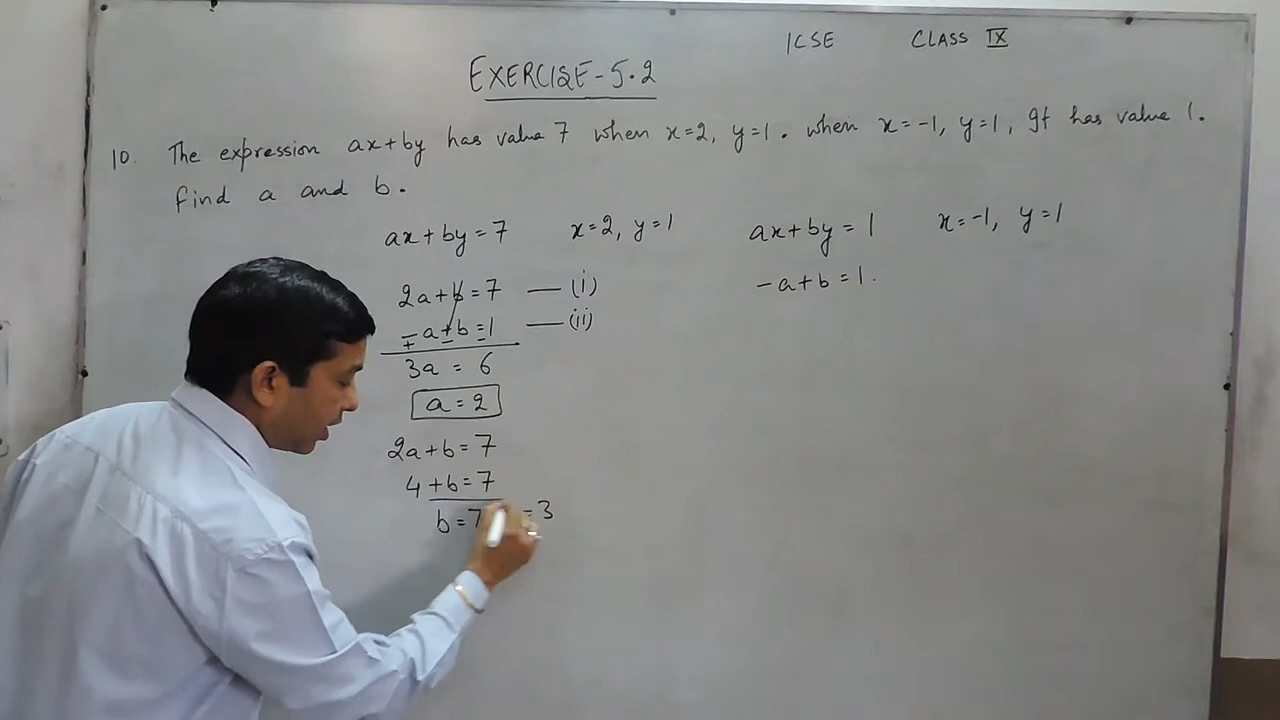 ICSE CLASS IX
EXERCISE-5.2
10. The expression ax+by has value 7 when x=2, y=1. when x=-1, y=1, It has value 1.
find a and b.
ax+by=7 x=2, y=1 ax+by=1 x=-1, y=1
2a+b=7 —(i) -a+b=1.
-a+b=1 —(ii)
+ - -
3a = 6
a=2
2a+b=7
4+b=7
b=7 =3